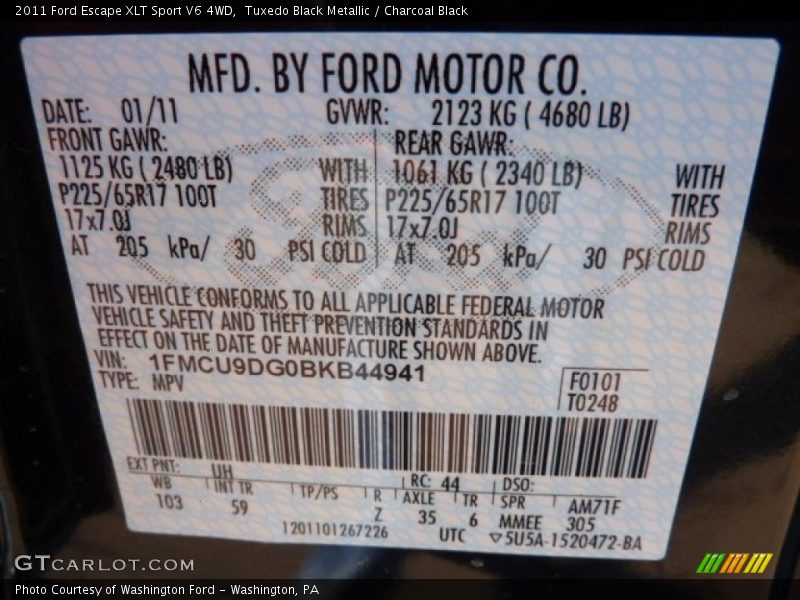 2011 Ford Escape XLT Sport V6 4WD,  Tuxedo Black Metallic / Charcoal Black
MFD. BY FORD MOTOR CO.
DATE: 01/11 GVWR: 2123 KG ( 4680 LB)
FRONT GAWR: REAR GAWR:
1125 KG ( 2480 LB) WITH 1061 KG ( 2340 LB) WITH
P225/65R17 100T TIRES P225/65R17 100T TIRES
17x7.0J RIMS 17x7.0J RIMS
AT 205 kPa/ 30 PSI COLD AT 205 kPa/ 30 PSI COLD
THIS VEHICLE CONFORMS TO ALL APPLICABLE FEDERAL MOTOR
VEHICLE SAFETY AND THEFT PREVENTION STANDARDS IN
EFFECT ON THE DATE OF MANUFACTURE SHOWN ABOVE.
VIN: 1FMCU9DG0BKB44941
TYPE: MPV
F0101
T0248
EXT PNT: UH RC: 44 DSO:
WB INT TR TP/PS R AXLE TR SPR AM71F
103 59 Z 35 6 MMEE 305
1201101267226 UTC ▽5U5A-1520472-BA
GTCARLOT.COM
Photo Courtesy of Washington Ford - Washington, PA